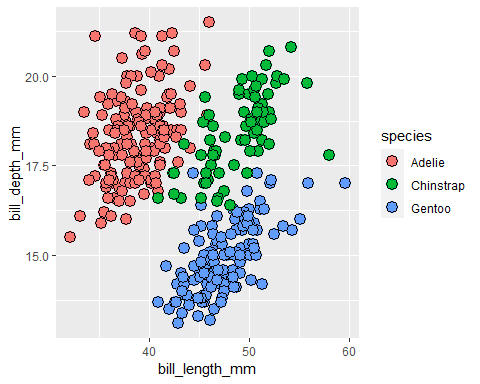 bill_depth_mm
20.0
17.5
15.0
40
50
60
bill_length_mm
species
Adelie
Chinstrap
Gentoo